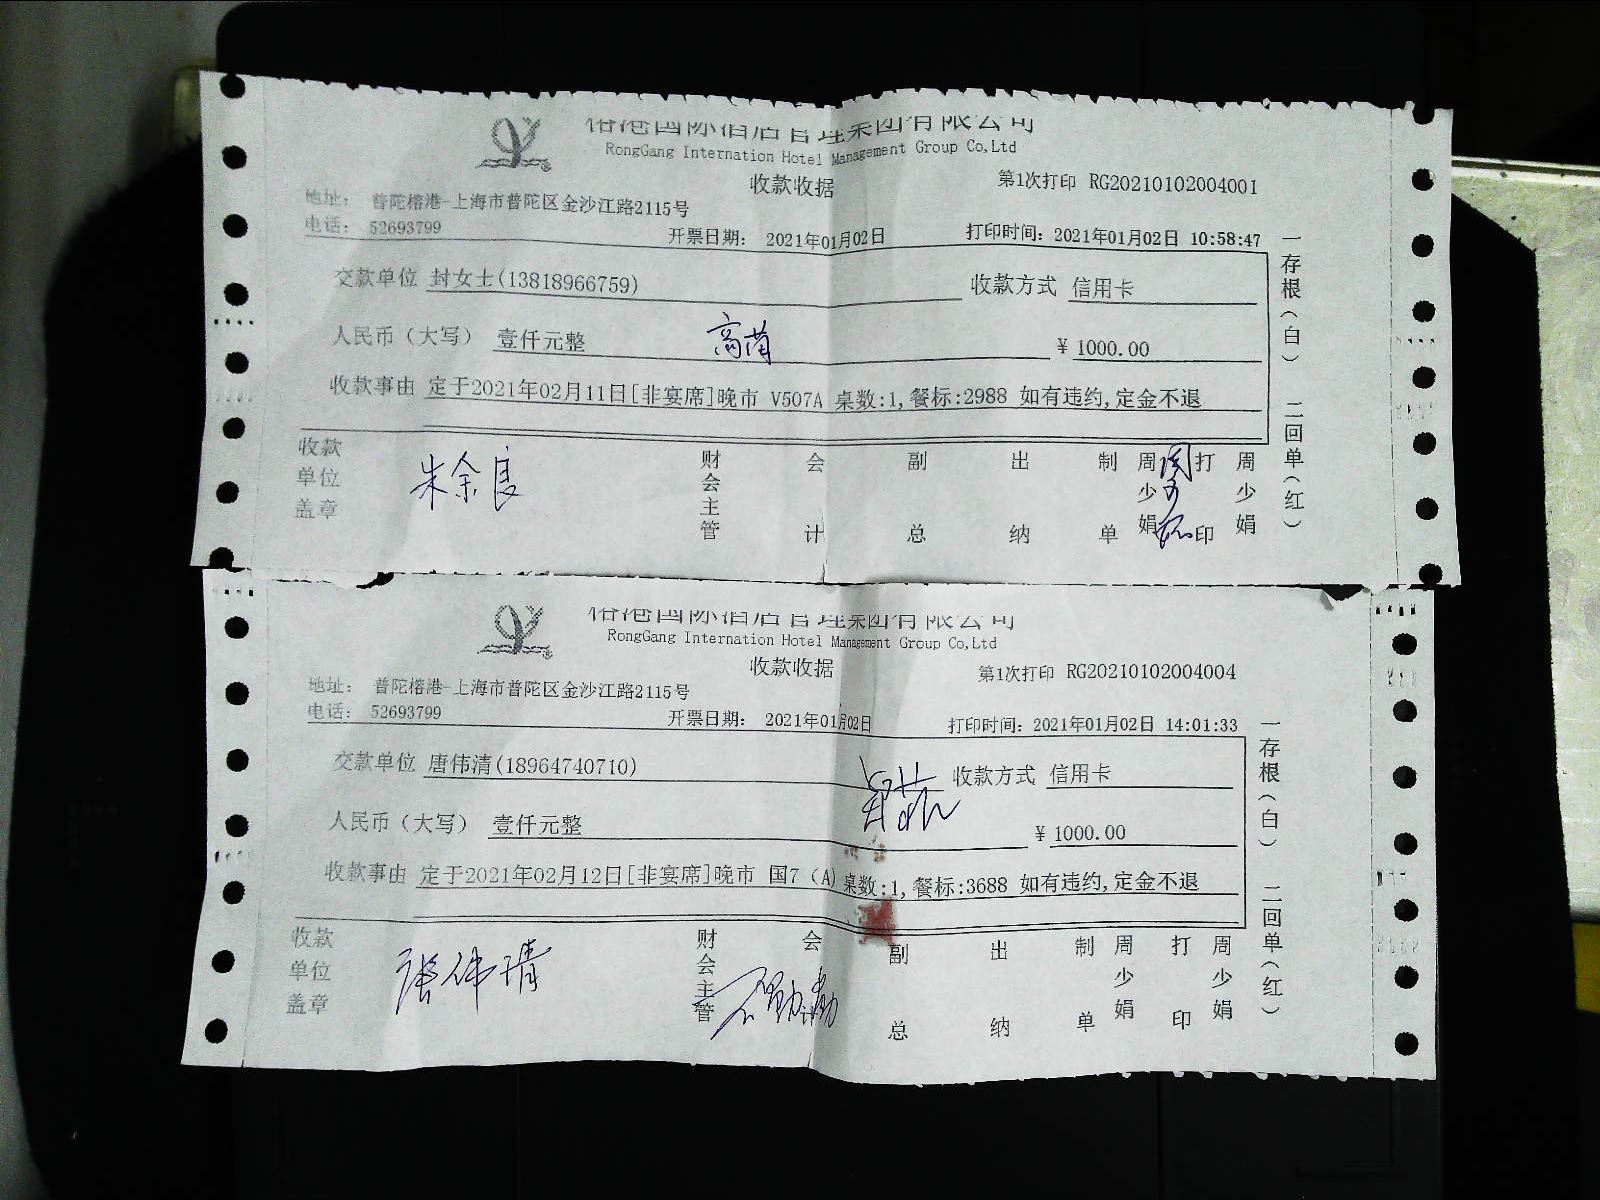 榕港国际酒店管理集团有限公司
RongGang Internation Hotel Management Group Co,Ltd
收款收据
第1次打印 RG20210102004001
地址： 普陀榕港-上海市普陀区金沙江路2115号
电话： 52693799
开票日期： 2021年01月02日
打印时间：2021年01月02日 10:58:47
交款单位 封女士(13818966759)
收款方式 信用卡
人民币（大写） 壹仟元整
高菌
¥ 1000.00
收款事由 定于2021年02月11日[非宴席]晚市 V507A 桌数:1,餐标:2988 如有违约,定金不退
收款单位盖章
朱余良
财会主管
会计
副总
出纳
制单
周少娟
周少娟
打印
周少娟
一存根（白） 二回单（红）
榕港国际酒店管理集团有限公司
RongGang Internation Hotel Management Group Co,Ltd
收款收据
第1次打印 RG20210102004004
地址： 普陀榕港-上海市普陀区金沙江路2115号
电话： 52693799
开票日期： 2021年01月02日
打印时间：2021年01月02日 14:01:33
交款单位 唐伟清(18964740710)
收款方式 信用卡
人民币（大写） 壹仟元整
¥ 1000.00
收款事由 定于2021年02月12日[非宴席]晚市 国7（A) 桌数:1,餐标:3688 如有违约,定金不退
收款单位盖章
财会主管
会
副总
出纳
制单
周少娟
打印
周少娟
一存根（白） 二回单（红）